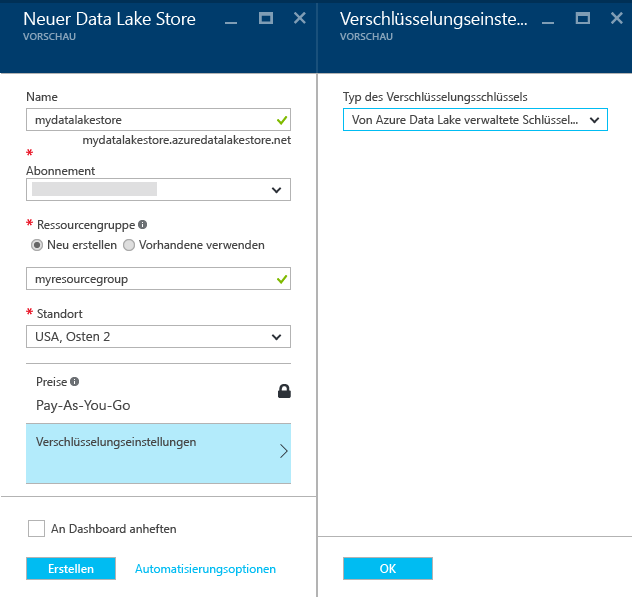 Neuer Data Lake Store
VORSCHAU
Name
mydatalakestore
mydatalakestore.azuredatalakestore.net
*
Abonnement
* Ressourcengruppe
Neu erstellen Vorhandene verwenden
myresourcegroup
* Standort
USA, Osten 2
Preise
Pay-As-You-Go
Verschlüsselungseinstellungen
An Dashboard anheften
Erstellen Automatisierungsoptionen
Verschlüsselungseinste...
VORSCHAU
Typ des Verschlüsselungsschlüssels
Von Azure Data Lake verwaltete Schlüssel...
OK